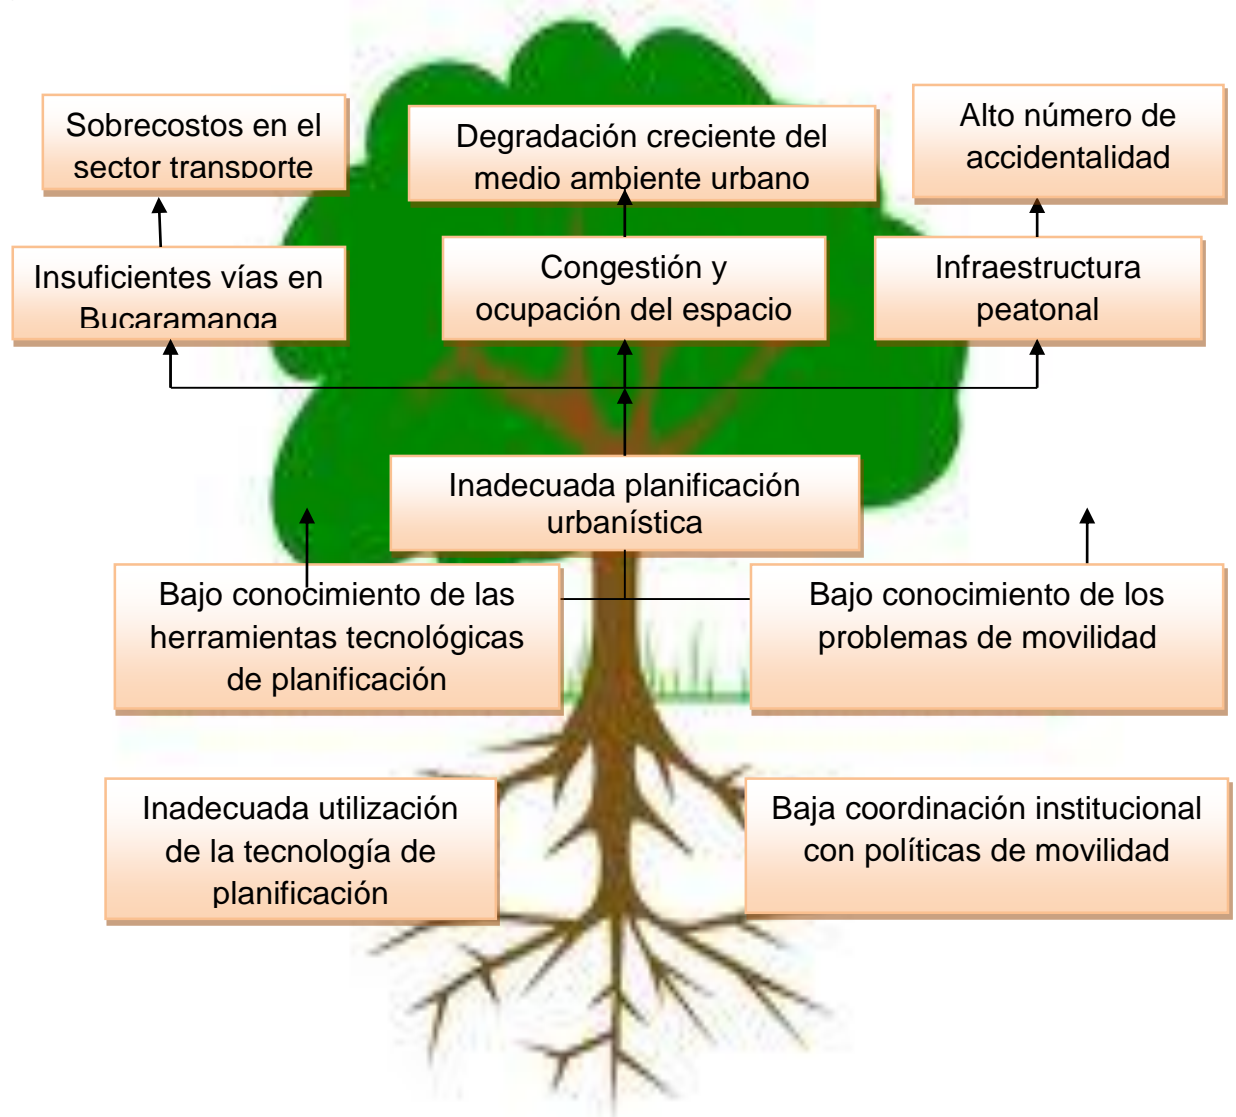 Sobrecostos en el
sector transporte
Degradación creciente del
medio ambiente urbano
Alto número de
accidentalidad
Insuficientes vías en
Bucaramanga
Congestión y
ocupación del espacio
Infraestructura
peatonal
Inadecuada planificación
urbanística
Bajo conocimiento de las
herramientas tecnológicas
de planificación
Bajo conocimiento de los
problemas de movilidad
Inadecuada utilización
de la tecnología de
planificación
Baja coordinación institucional
con políticas de movilidad